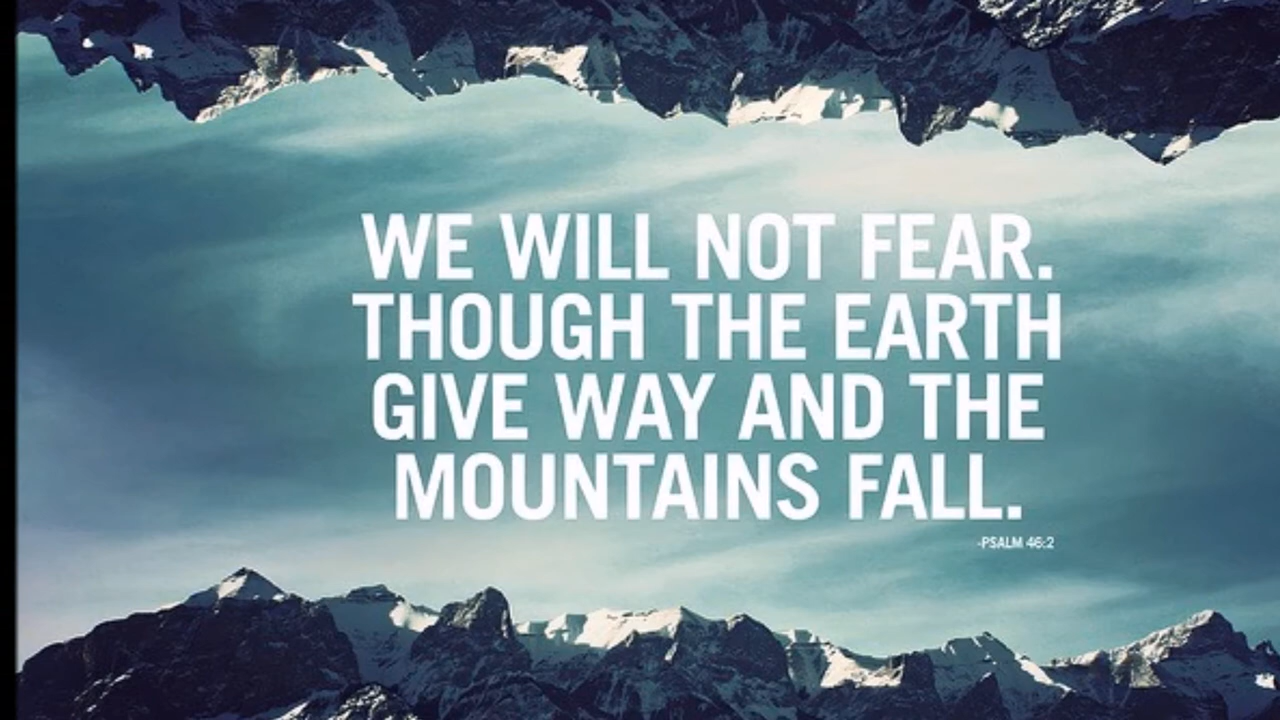 WE WILL NOT FEAR.
THOUGH THE EARTH
GIVE WAY AND THE
MOUNTAINS FALL.
-PSALM 46:2